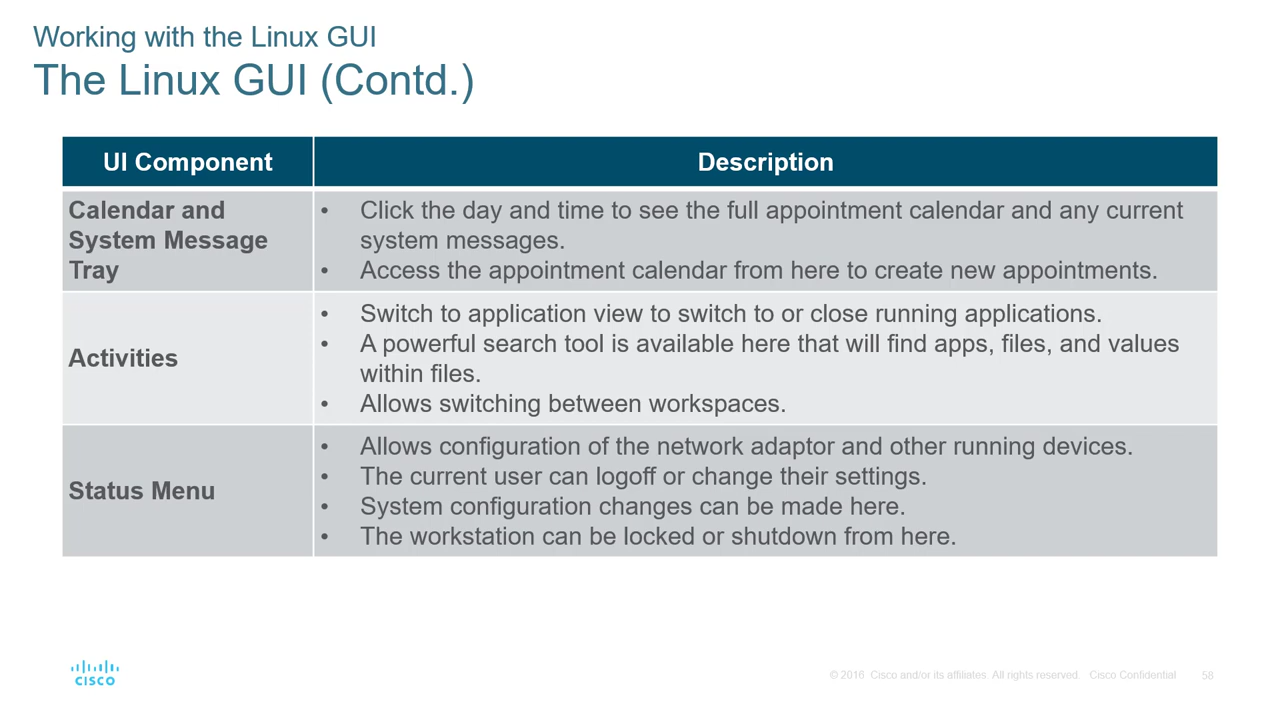 Working with the Linux GUI
The Linux GUI (Contd.)
UI Component
Description
Calendar and
System Message
Tray
• Click the day and time to see the full appointment calendar and any current
system messages.
• Access the appointment calendar from here to create new appointments.
Activities
• Switch to application view to switch to or close running applications.
• A powerful search tool is available here that will find apps, files, and values
within files.
• Allows switching between workspaces.
Status Menu
• Allows configuration of the network adaptor and other running devices.
• The current user can logoff or change their settings.
• System configuration changes can be made here.
• The workstation can be locked or shutdown from here.
CISCO
© 2016 Cisco and/or its affiliates. All rights reserved. Cisco Confidential
58